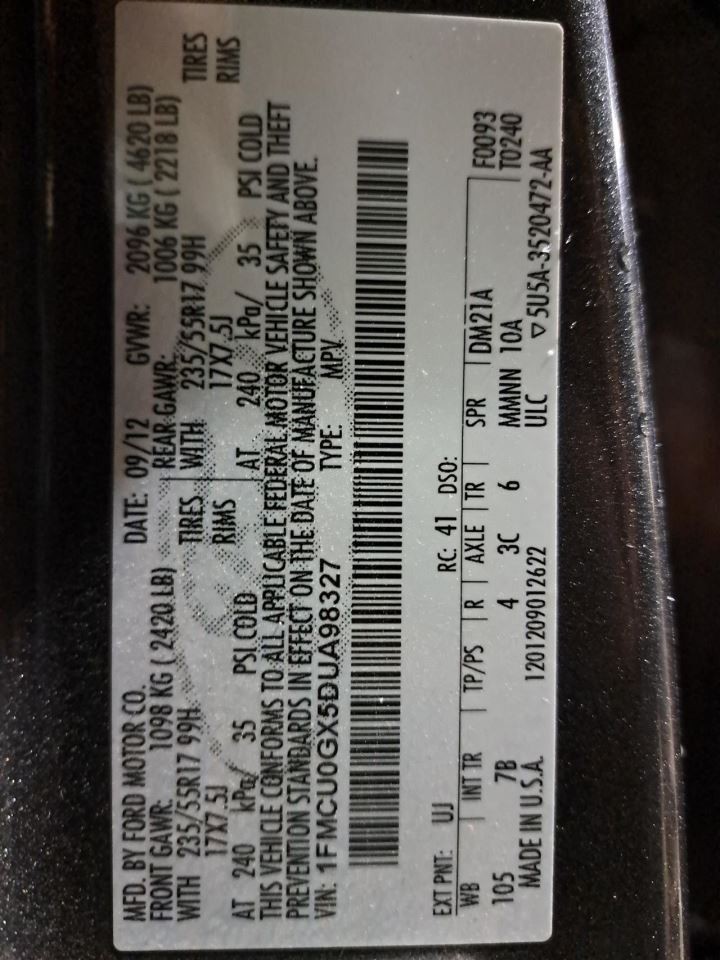 MFD. BY FORD MOTOR CO. DATE: 09/12 GVWR: 2096 KG ( 4620 LB)
FRONT GAWR: 1098 KG ( 2420 LB) REAR GAWR: 1006 KG ( 2218 LB)
WITH 235/55R17 99H TIRES WITH 235/55R17 99H TIRES
17X7.5J RIMS 17X7.5J RIMS
AT 240 kPa/ 35 PSI COLD AT 240 kPa/ 35 PSI COLD
THIS VEHICLE CONFORMS TO ALL APPLICABLE FEDERAL MOTOR VEHICLE SAFETY AND THEFT
PREVENTION STANDARDS IN EFFECT ON THE DATE OF MANUFACTURE SHOWN ABOVE.
VIN: 1FMCU0GX5DUA98327 TYPE: MPV
EXT PNT: UJ RC: 41 DSO:
WB INT TR TP/PS R AXLE TR SPR DM21A F0093
105 7B 4 3C 6 MMNN 10A T0240
MADE IN U.S.A. 1201209012622 ULC ▽5U5A-3520472-AA